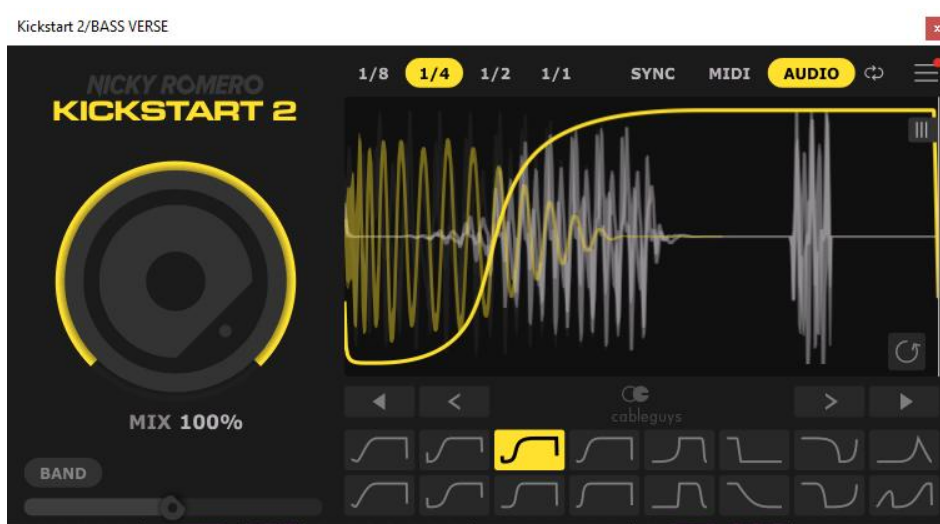 Kickstart 2/BASS VERSE
x
NICKY ROMERO
KICKSTART 2
1/8 1/4 1/2 1/1 SYNC MIDI AUDIO
MIX 100%
cableguys
BAND